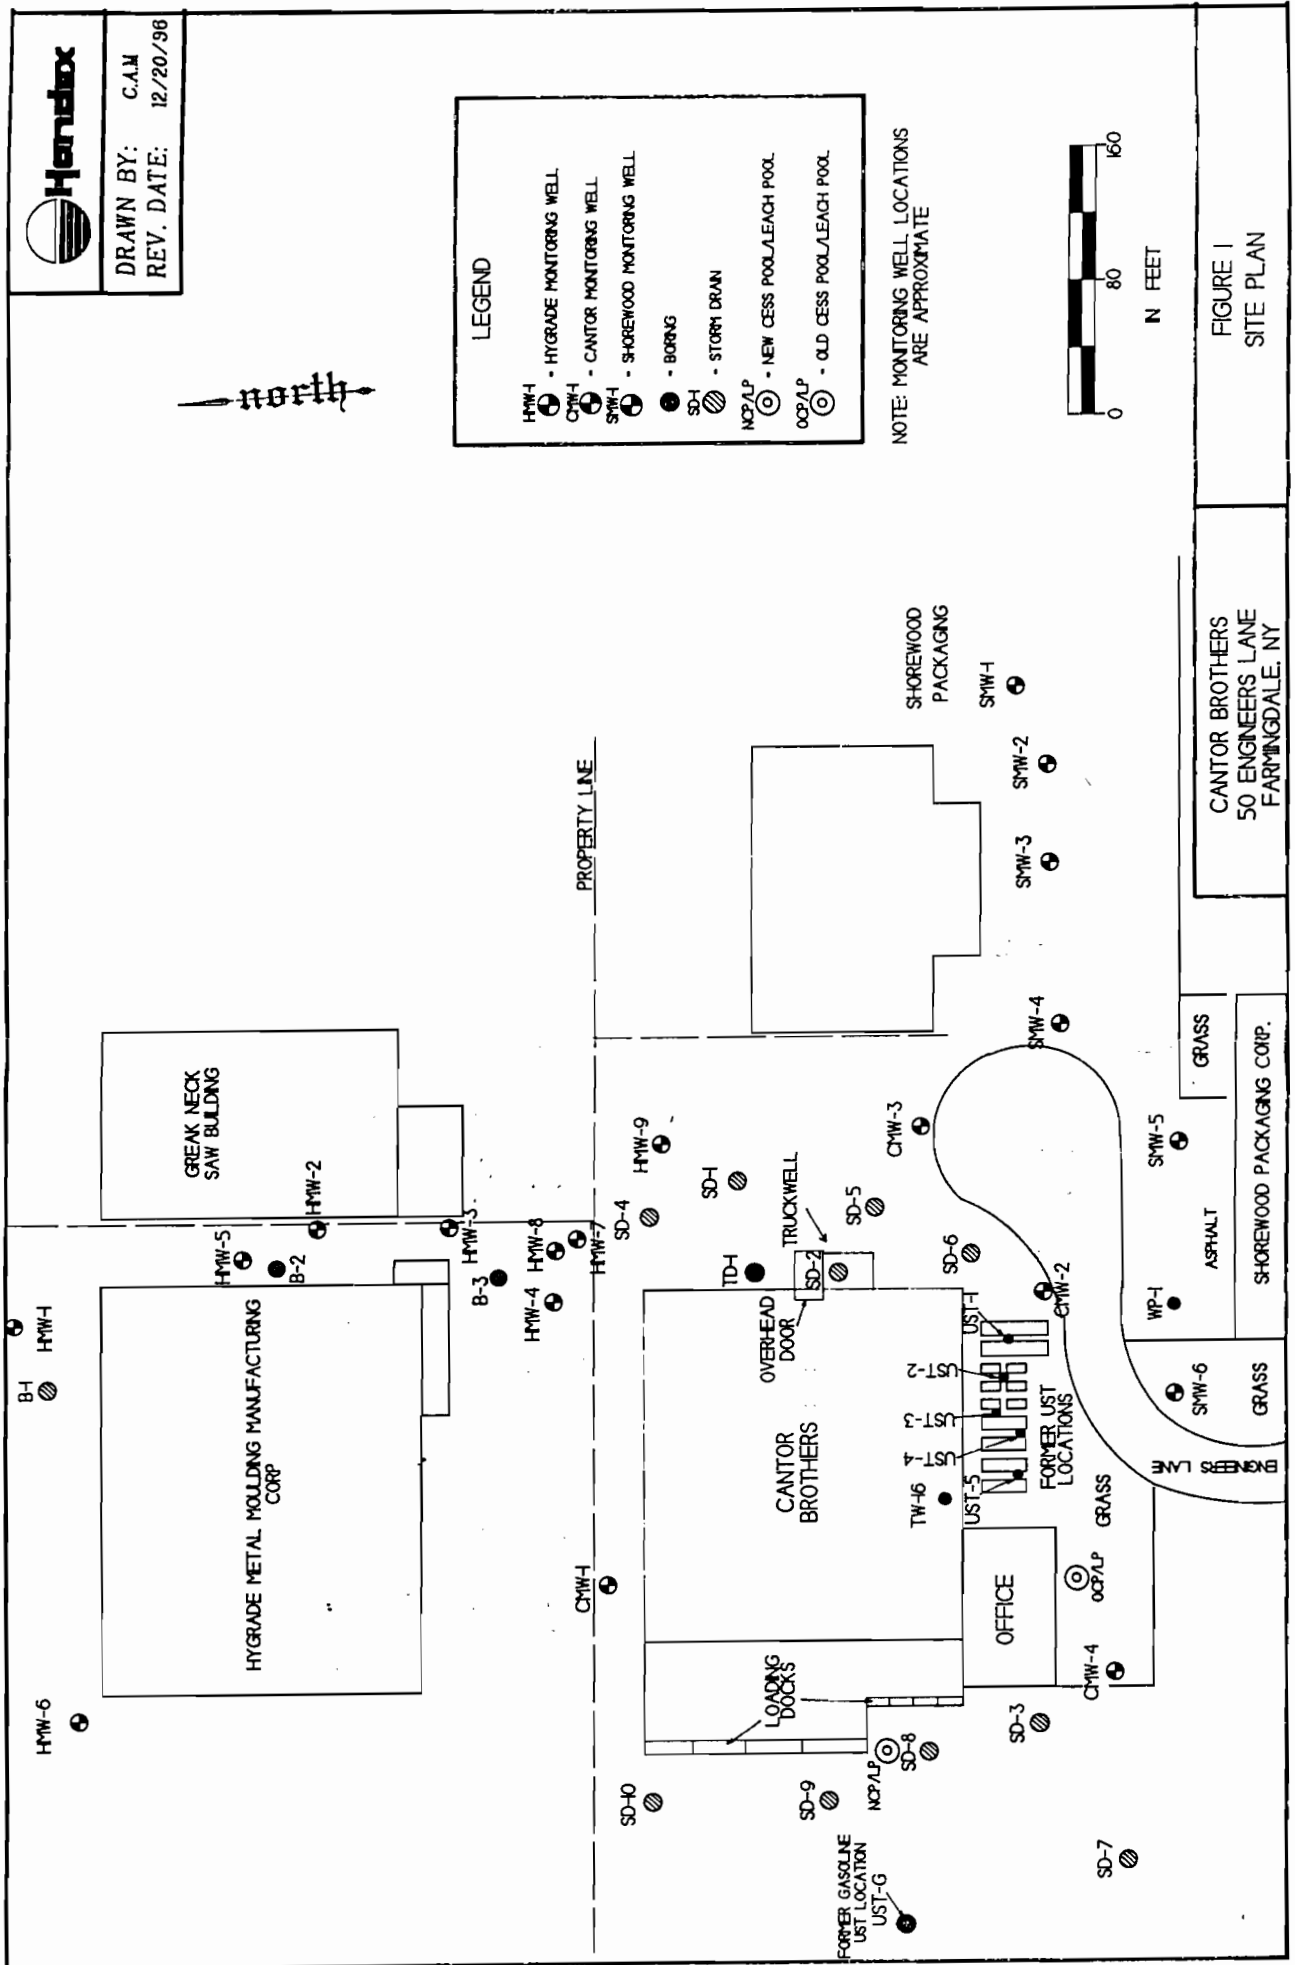 Handex
DRAWN BY: C.A.M
REV. DATE: 12/20/96
north
LEGEND
HMW-1 - HYGRADE MONITORING WELL
CMW-1 - CANTOR MONITORING WELL
SMW-1 - SHOREWOOD MONITORING WELL
- BORING
SD-1 - STORM DRAIN
NCP/LP - NEW CESS POOL/LEACH POOL
OCP/LP - OLD CESS POOL/LEACH POOL
NOTE: MONITORING WELL LOCATIONS
ARE APPROXIMATE
0 80 160
IN FEET
FIGURE 1
SITE PLAN
CANTOR BROTHERS
50 ENGINEERS LANE
FARMINGDALE, NY
HMW-6
B-1
HMW-1
HYGRADE METAL MOULDING MANUFACTURING
CORP
HMW-5
B-2
HMW-2
GREAK NECK
SAW BUILDING
HMW-3
B-3
HMW-4
HMW-8
HMW-7
CMW-1
PROPERTY LINE
SD-10
SD-4
HMW-9
SD-1
TD-1
LOADING
DOCKS
CANTOR
BROTHERS
OVERHEAD
DOOR
SD-2
TRUCKWELL
SD-5
SD-9
NCP/LP
SD-8
FORMER GASOLINE
UST LOCATION
UST-G
TW-16
UST-5
UST-4
UST-3
UST-2
UST-1
SD-6
CMW-3
SHOREWOOD
PACKAGING
SMW-1
SMW-2
SMW-3
SMW-4
OFFICE
FORMER UST
LOCATIONS
CMW-2
SD-3
SD-7
CMW-4
OCP/LP
GRASS
ENGINEERS LANE
SMW-6
GRASS
WP-1
ASPHALT
SMW-5
GRASS
SHOREWOOD PACKAGING CORP.